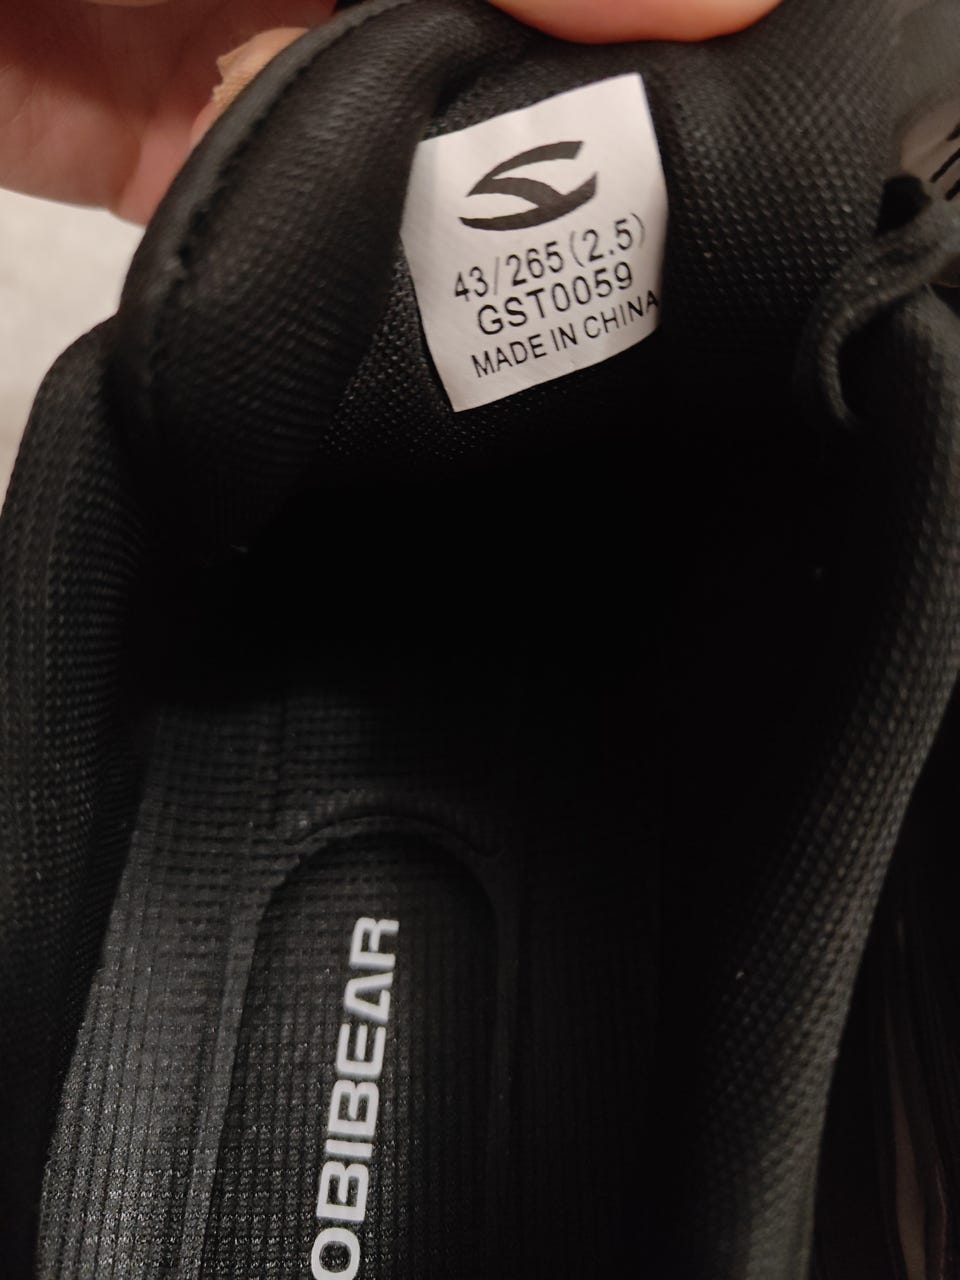 43/265(2.5)
GST0059
MADE IN CHINA
OBIBEAR